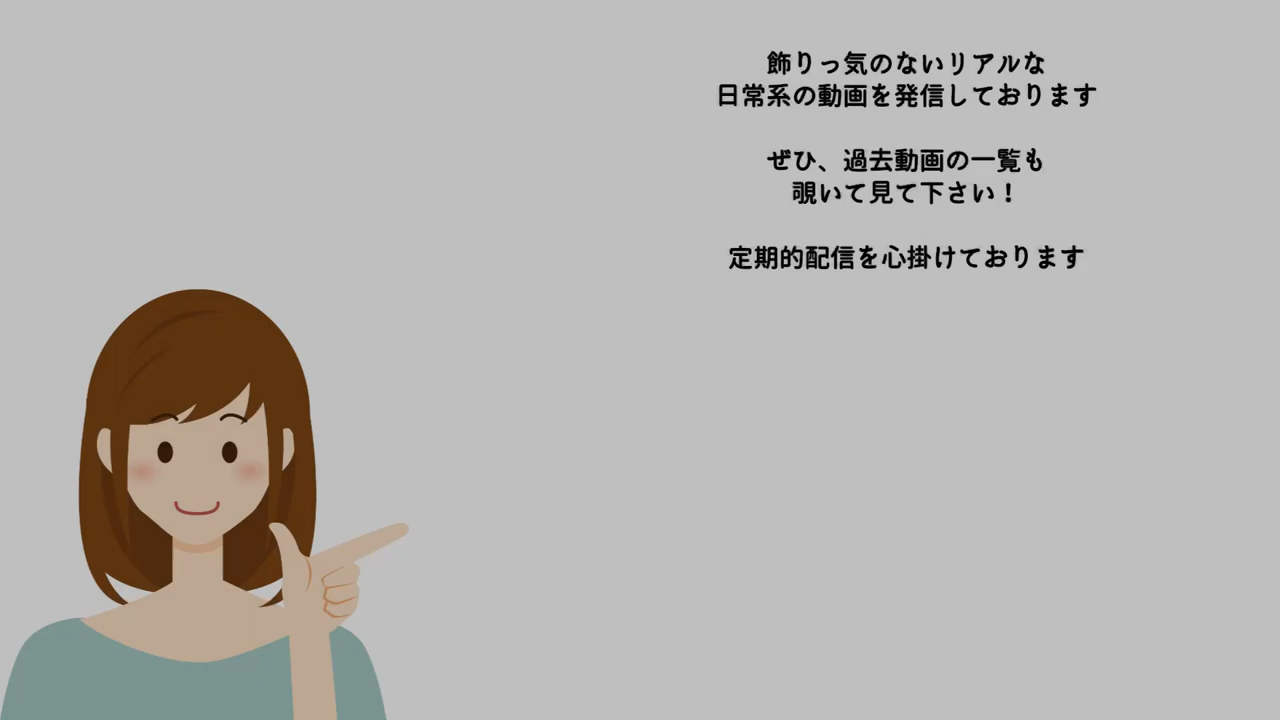 飾りっ気のないリアルな
日常系の動画を発信しております
ぜひ、過去動画の一覧も
覗いて見て下さい！
定期的配信を心掛けております